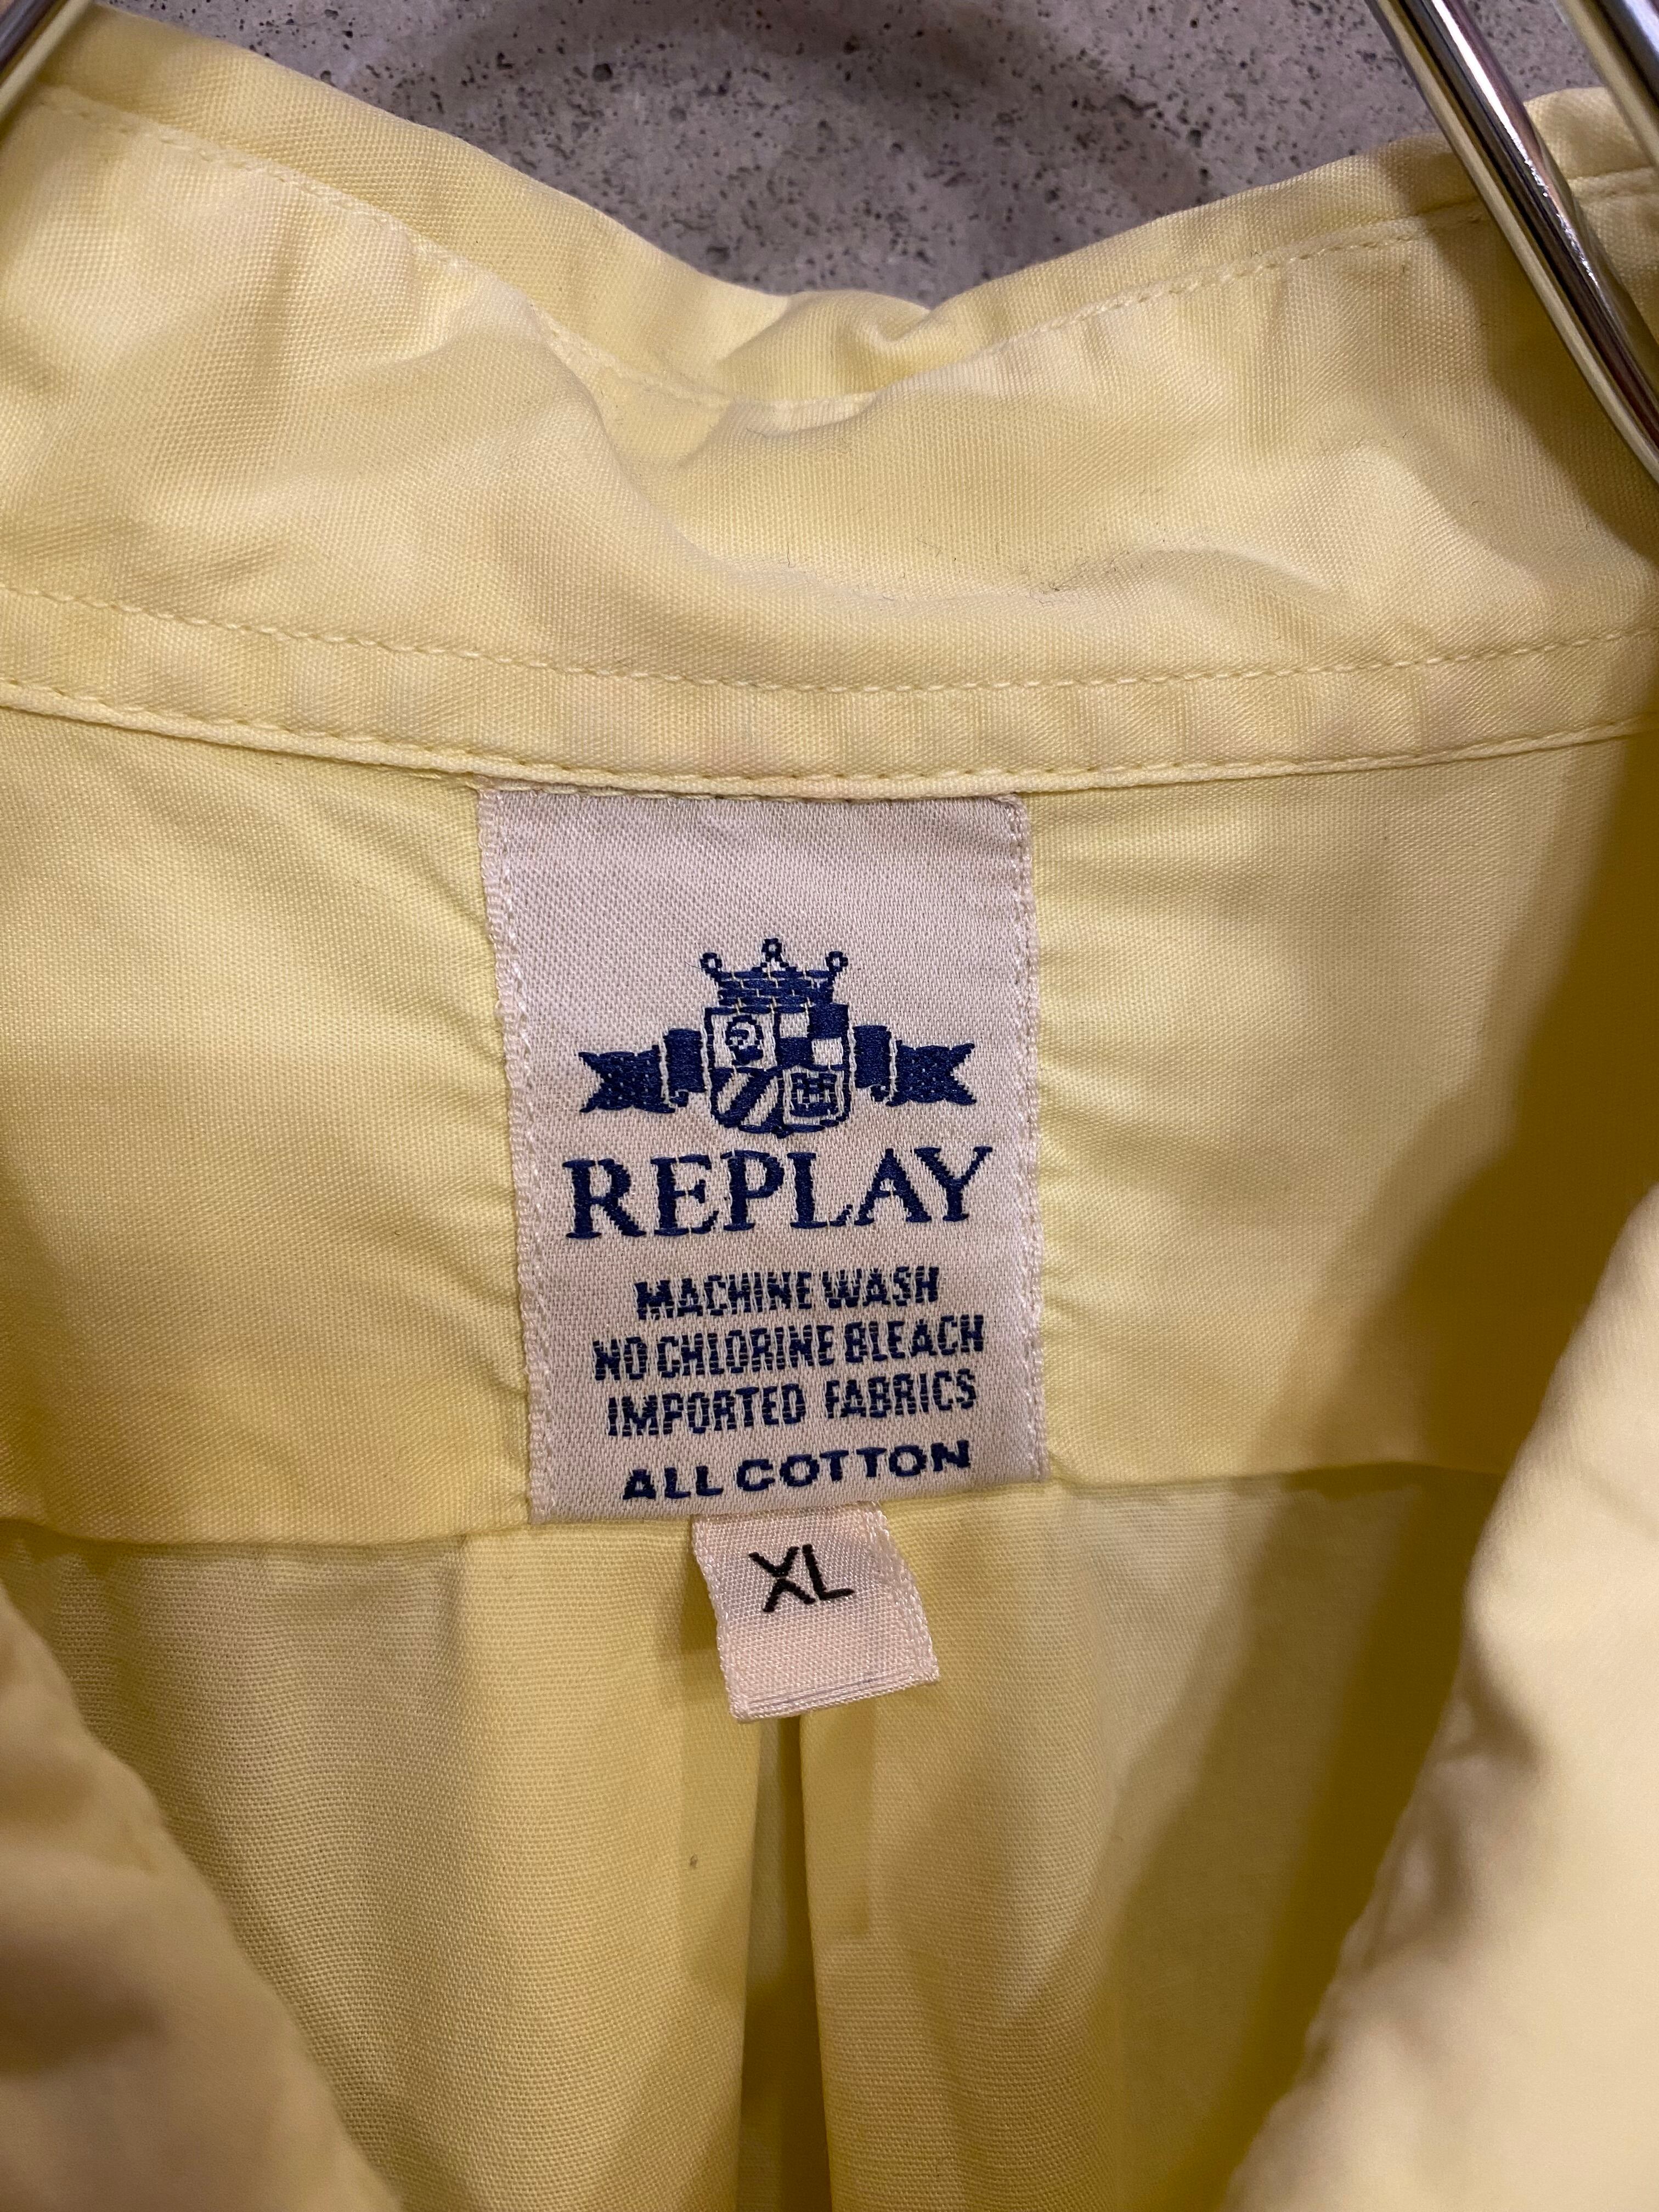 REPLAY
MACHINE WASH
NO CHLORINE BLEACH
IMPORTED FABRICS
ALL COTTON
XL